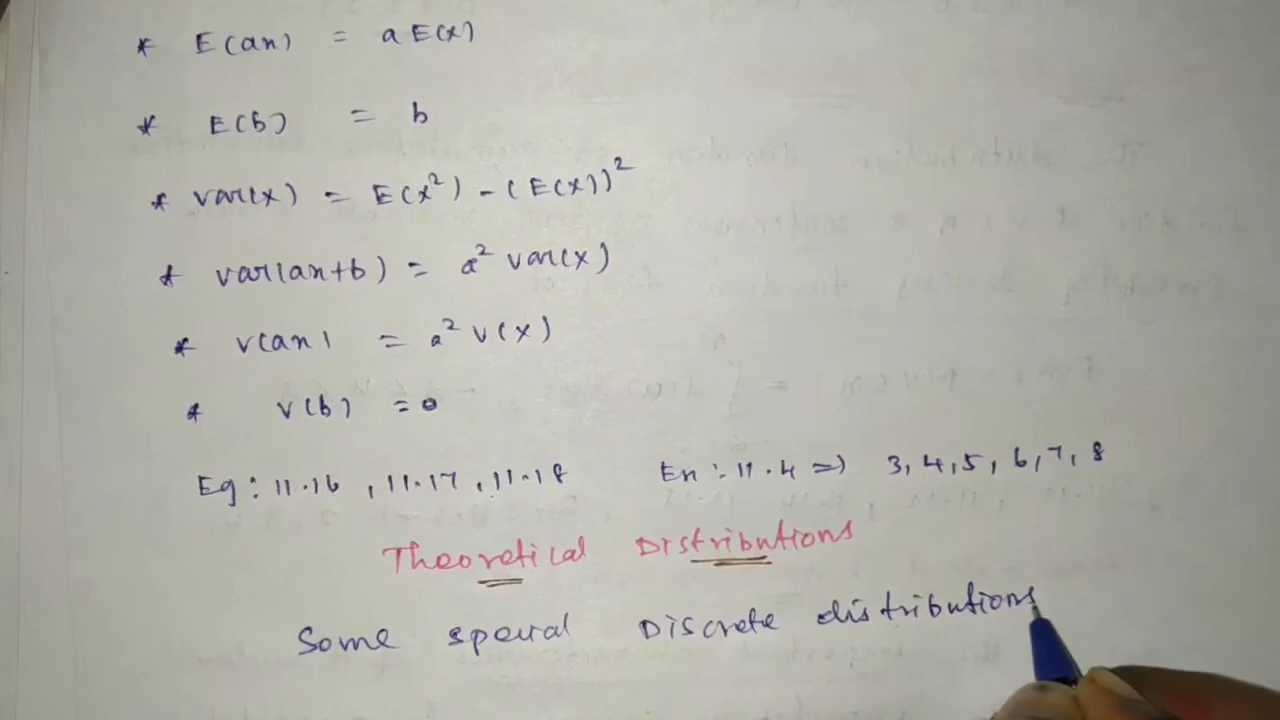 * E(ax) = a E(x)
* E(b) = b
* var(x) = E(x²) - (E(x))²
* var(ax+b) = a² var(x)
* v(ax) = a² v(x)
* v(b) = 0
Eg: 11.16, 11.17, 11.18 Ex: 11.4 => 3, 4, 5, 6, 7, 8
Theoretical Distributions
Some special Discrete distributions